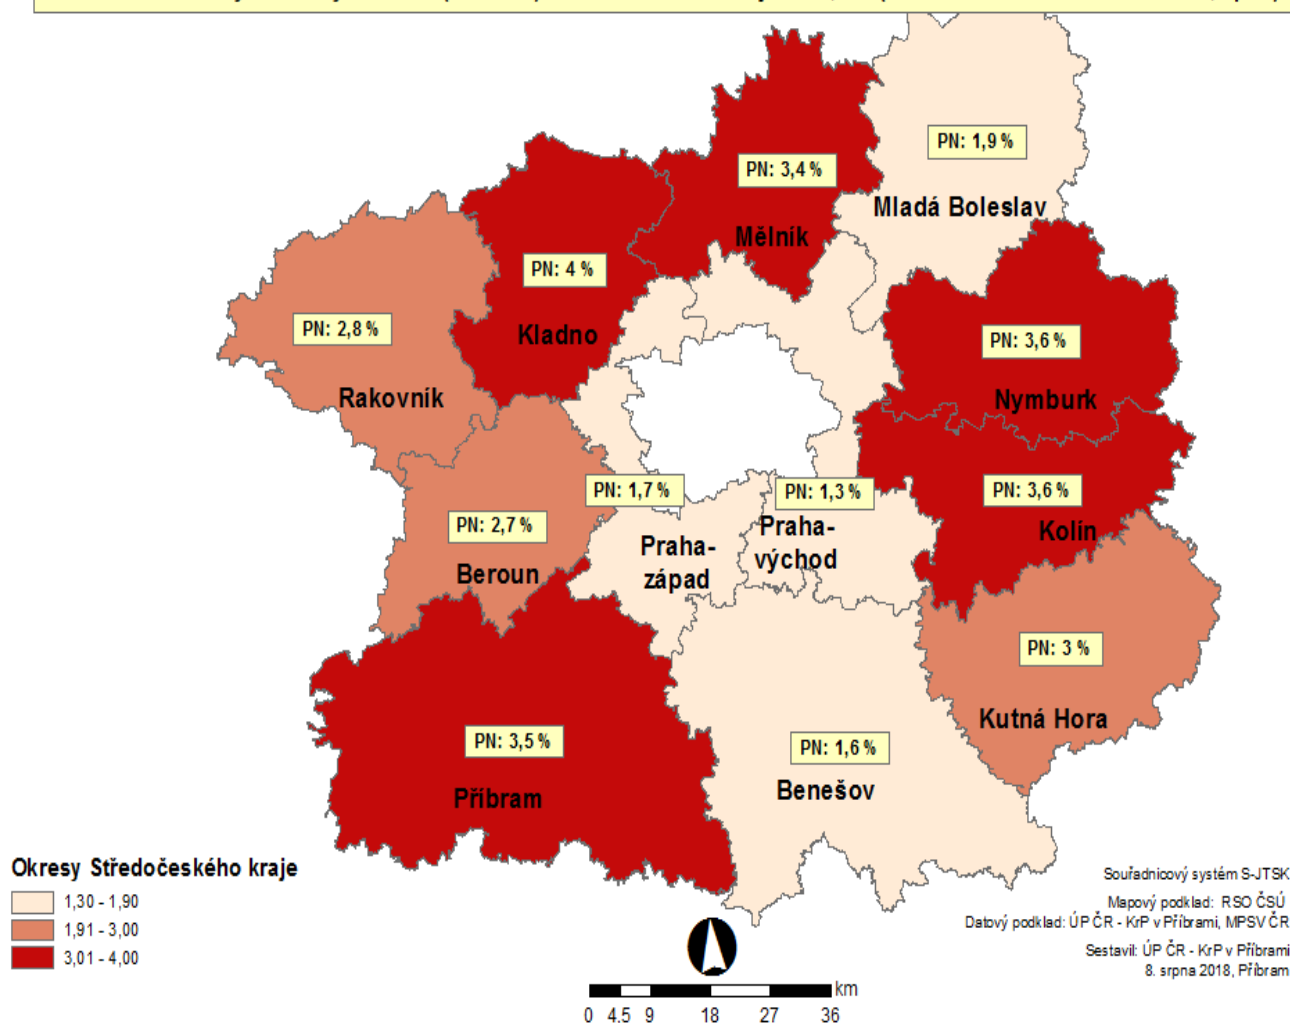 PN: 1,9 %
Mladá Boleslav
PN: 3,4 %
Mělník
PN: 4 %
Kladno
PN: 2,8 %
Rakovník
PN: 3,6 %
Nymburk
PN: 3,6 %
Kolín
PN: 1,7 %
Praha-
západ
PN: 1,3 %
Praha-
východ
PN: 2,7 %
Beroun
PN: 3 %
Kutná Hora
PN: 3,5 %
Příbram
PN: 1,6 %
Benešov
Okresy Středočeského kraje
1,30 - 1,90
1,91 - 3,00
3,01 - 4,00
Souřadnicový systém S-JTSK
Mapový podklad: RSO ČSÚ
Datový podklad: ÚP ČR - KrP v Příbrami, MPSV ČR
Sestavil: ÚP ČR - KrP v Příbrami
8. srpna 2018, Příbram
km
0 4.5 9 18 27 36